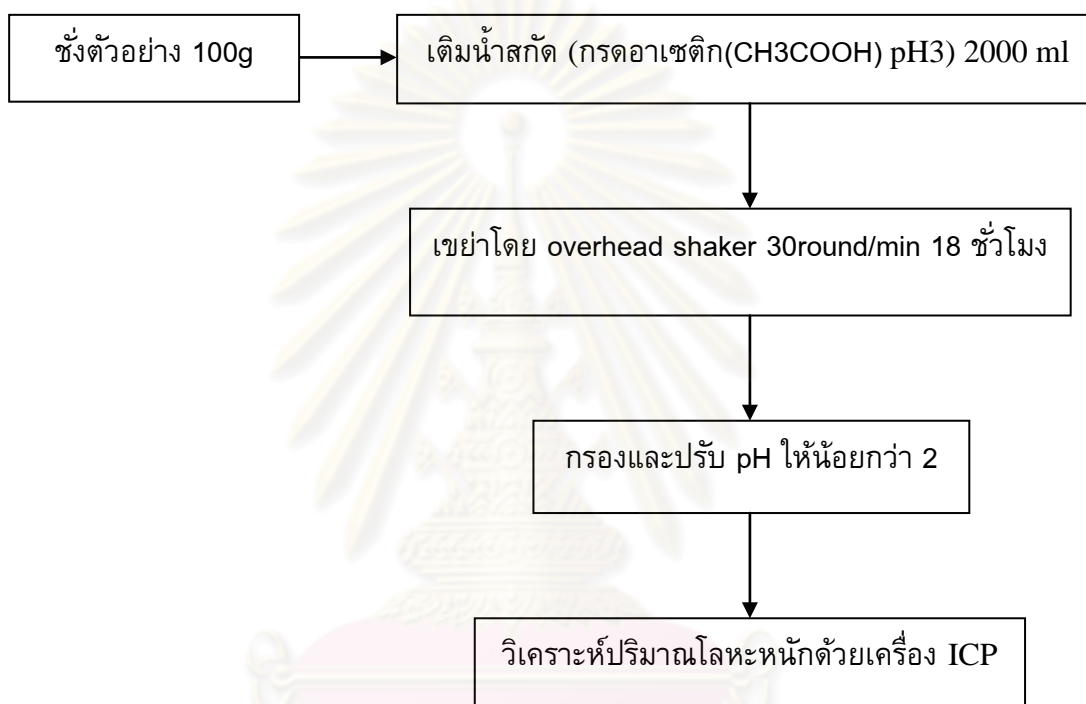 ชั่งตัวอย่าง 100g
เติมน้ำสกัด (กรดอาเซติก(CH3COOH) pH3) 2000 ml
เขย่าโดย overhead shaker 30round/min 18 ชั่วโมง
กรองและปรับ pH ให้น้อยกว่า 2
วิเคราะห์ปริมาณโลหะหนักด้วยเครื่อง ICP